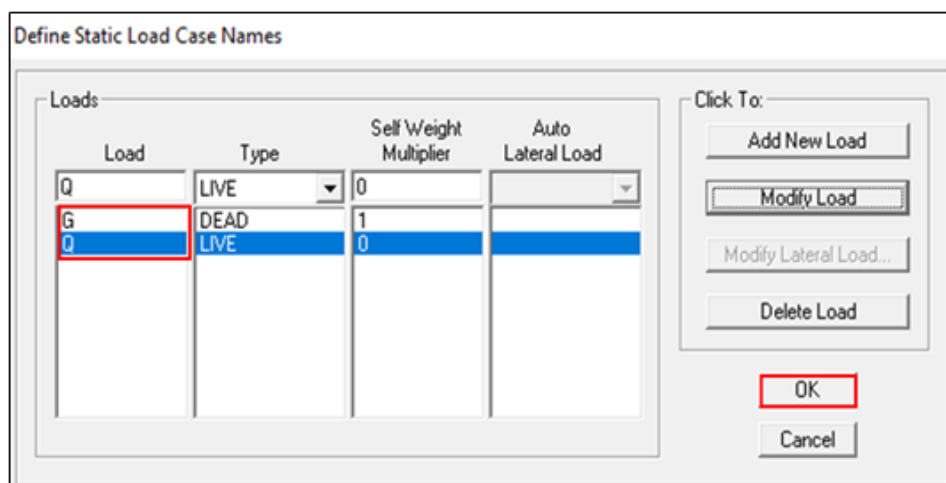 Define Static Load Case Names
Loads
Load Type Self Weight Multiplier Auto Lateral Load
Q LIVE 0
G DEAD 1
Q LIVE 0
Click To:
Add New Load
Modify Load
Modify Lateral Load...
Delete Load
OK
Cancel